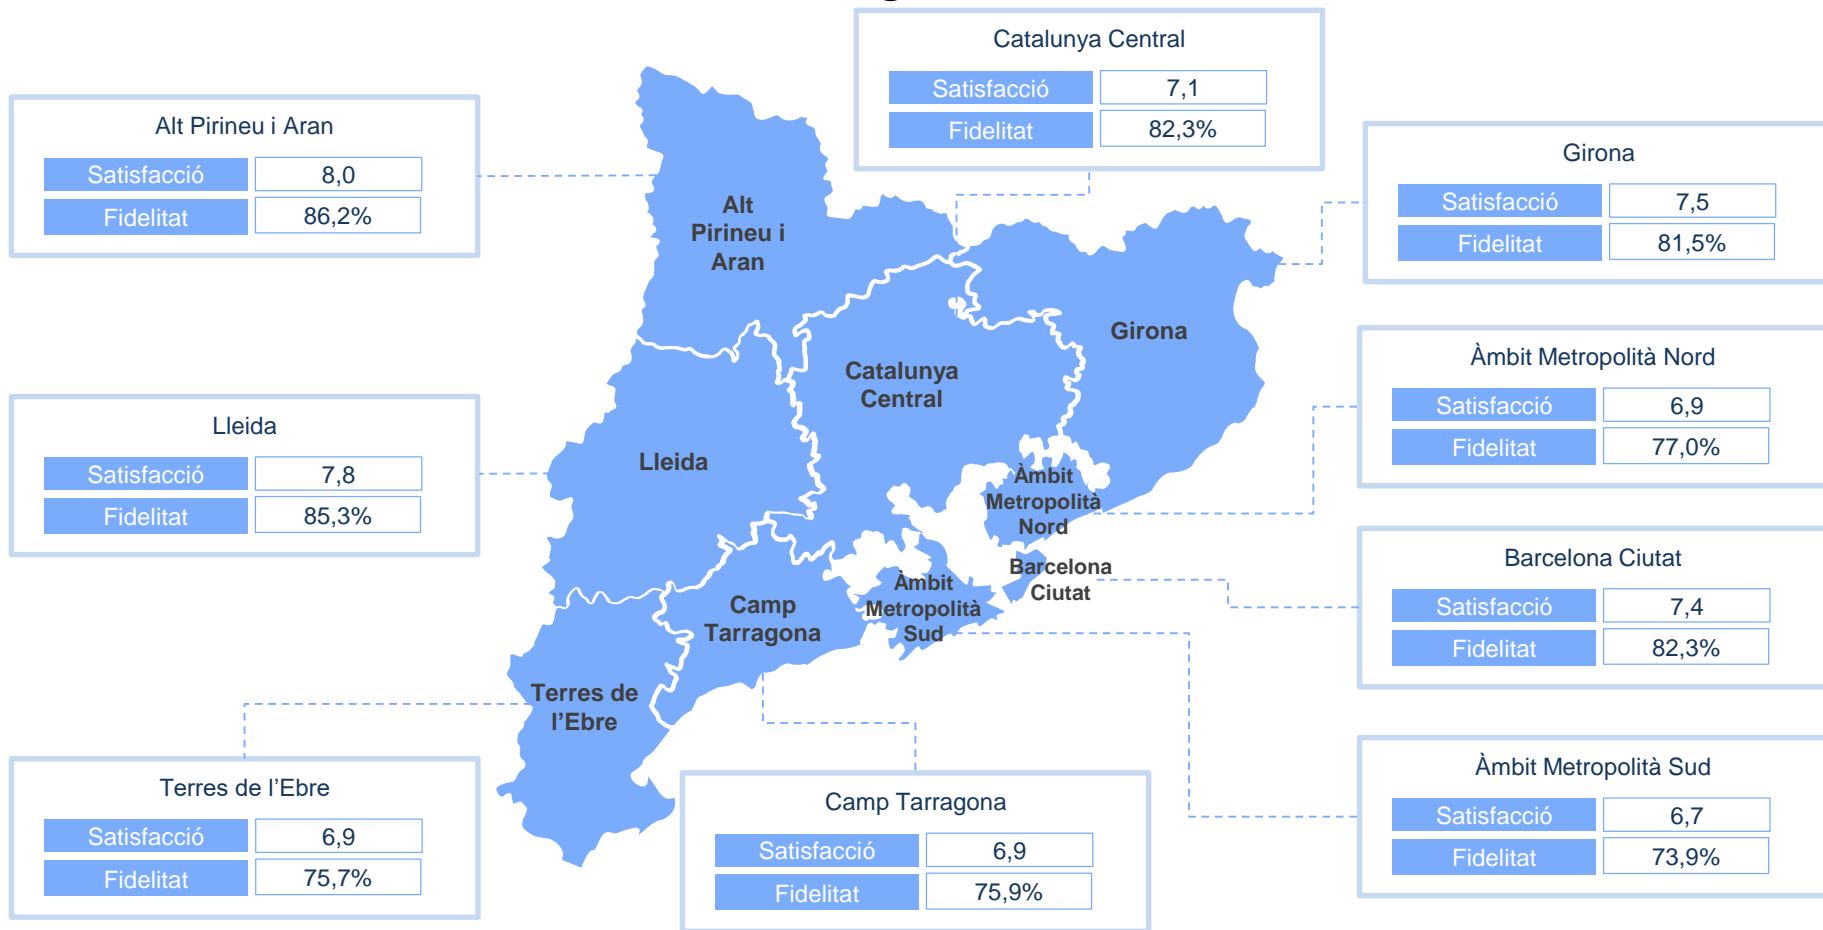 Catalunya Central
Satisfacció 7,1
Fidelitat 82,3%
Alt Pirineu i Aran
Satisfacció 8,0
Fidelitat 86,2%
Girona
Satisfacció 7,5
Fidelitat 81,5%
Àmbit Metropolità Nord
Satisfacció 6,9
Fidelitat 77,0%
Lleida
Satisfacció 7,8
Fidelitat 85,3%
Barcelona Ciutat
Satisfacció 7,4
Fidelitat 82,3%
Àmbit Metropolità Sud
Satisfacció 6,7
Fidelitat 73,9%
Terres de l’Ebre
Satisfacció 6,9
Fidelitat 75,7%
Camp Tarragona
Satisfacció 6,9
Fidelitat 75,9%
Alt
Pirineu i
Aran
Girona
Catalunya
Central
Lleida
Àmbit
Metropolità
Nord
Barcelona
Ciutat
Àmbit
Metropolità
Sud
Camp
Tarragona
Terres de
l’Ebre